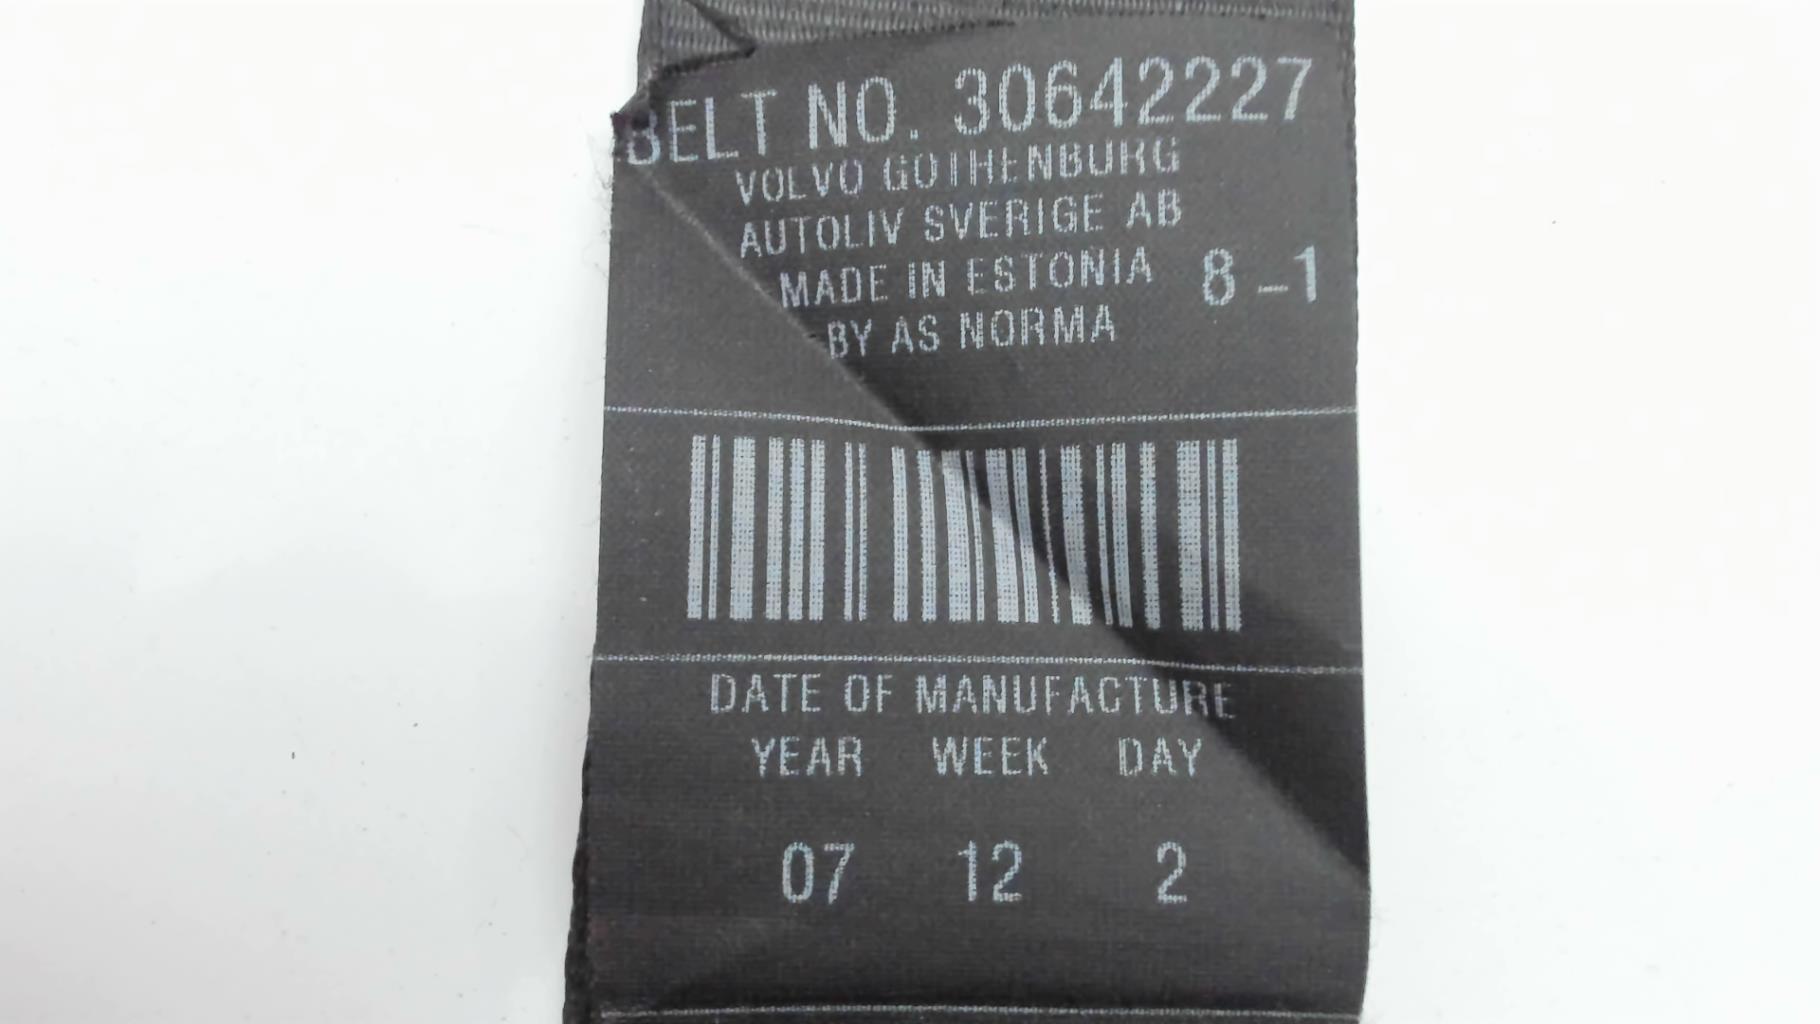 BELT NO. 30642227
VOLVO GOTHENBURG
AUTOLIV SVERIGE AB
MADE IN ESTONIA 8-1
BY AS NORMA
DATE OF MANUFACTURE
YEAR WEEK DAY
07 12 2